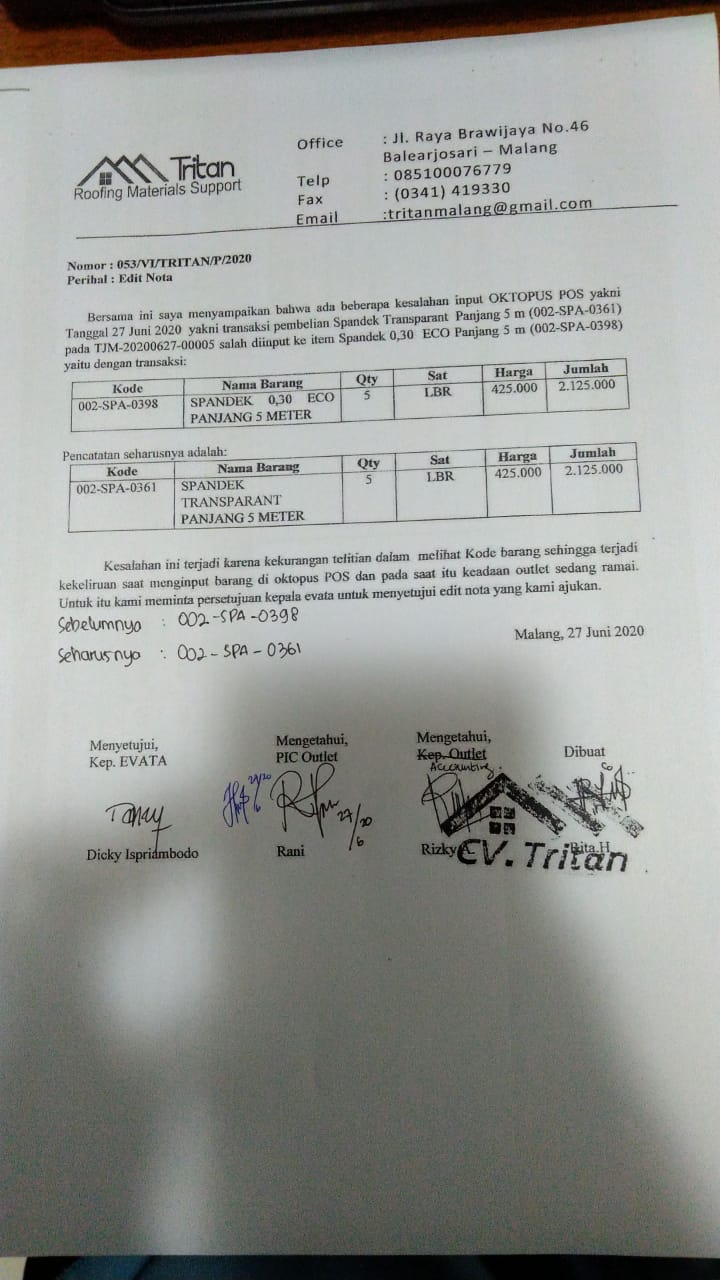 Tritan
Roofing Materials Support
Office : Jl. Raya Brawijaya No.46
Balearjosari – Malang
Telp : 085100076779
Fax : (0341) 419330
Email :tritanmalang@gmail.com
Nomor : 053/VI/TRITAN/P/2020
Perihal : Edit Nota
Bersama ini saya menyampaikan bahwa ada beberapa kesalahan input OKTOPUS POS yakni
Tanggal 27 Juni 2020 yakni transaksi pembelian Spandek Transparant Panjang 5 m (002-SPA-0361)
pada TJM-20200627-00005 salah diinput ke item Spandek 0,30 ECO Panjang 5 m (002-SPA-0398)
yaitu dengan transaksi:
Kode Nama Barang Qty Sat Harga Jumlah
002-SPA-0398 SPANDEK 0,30 ECO 5 LBR 425.000 2.125.000
PANJANG 5 METER
Pencatatan seharusnya adalah:
Kode Nama Barang Qty Sat Harga Jumlah
002-SPA-0361 SPANDEK 5 LBR 425.000 2.125.000
TRANSPARANT
PANJANG 5 METER
Kesalahan ini terjadi karena kekurangan telitian dalam melihat Kode barang sehingga terjadi
kekeliruan saat menginput barang di oktopus POS dan pada saat itu keadaan outlet sedang ramai.
Untuk itu kami meminta persetujuan kepala evata untuk menyetujui edit nota yang kami ajukan.
Sebelumnya : 002-SPA-0398
Seharusnya : 002-SPA-0361
Malang, 27 Juni 2020
Menyetujui, Mengetahui, Mengetahui, Dibuat
Kep. EVATA PIC Outlet Kep. Outlet
Accounting
27/6 20
Dicky Ispriambodo Rani Rizky A. Rita H.
CV. Tritan